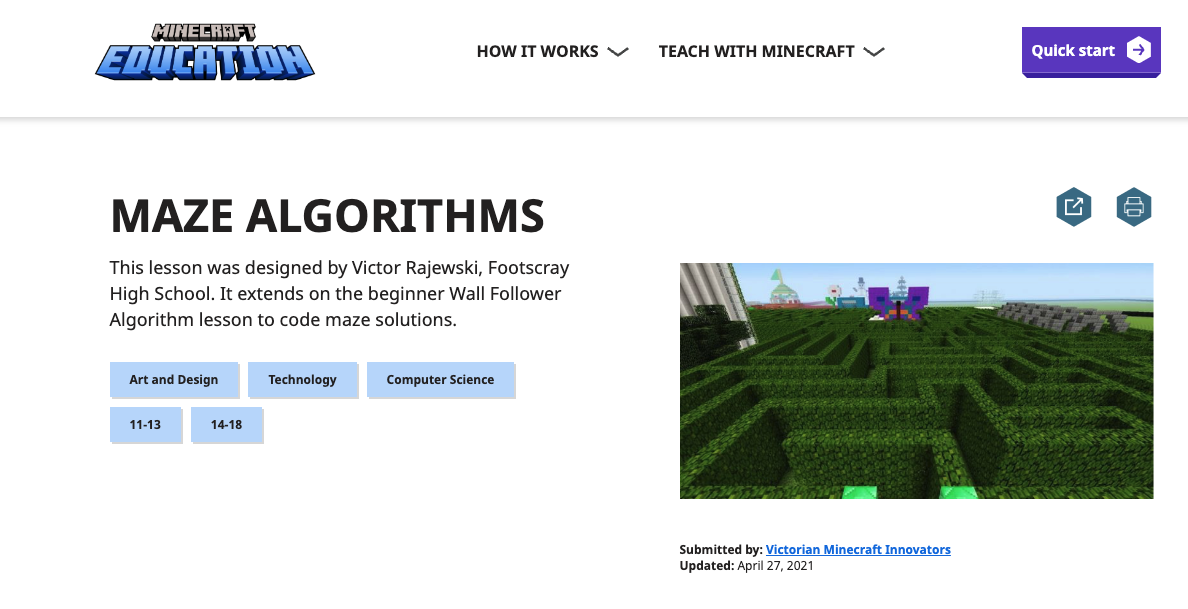 MINECRAFT
EDUCATION
HOW IT WORKS
TEACH WITH MINECRAFT
Quick start
MAZE ALGORITHMS
This lesson was designed by Victor Rajewski, Footscray
High School. It extends on the beginner Wall Follower
Algorithm lesson to code maze solutions.
Art and Design
Technology
Computer Science
11-13
14-18
Submitted by: Victorian Minecraft Innovators
Updated: April 27, 2021